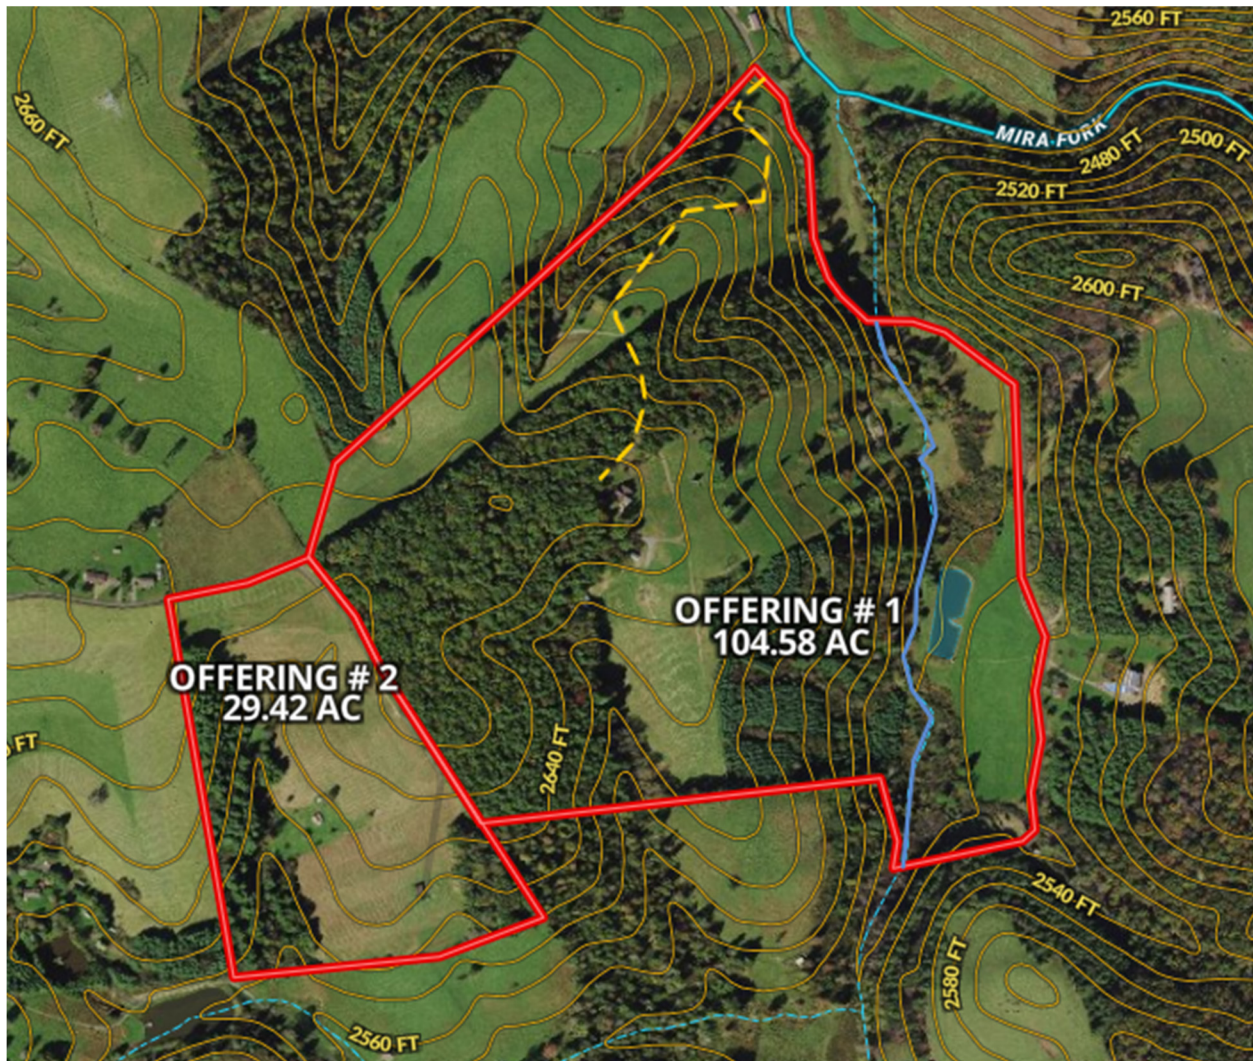 2560 FT
2660 FT
MIRA FORK
2480 FT
2500 FT
2520 FT
2600 FT
OFFERING # 1
104.58 AC
OFFERING # 2
29.42 AC
FT
2640 FT
2540 FT
2580 FT
2560 FT